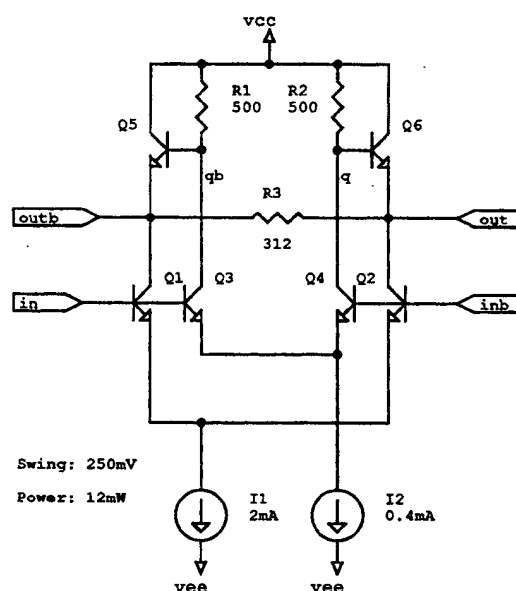 vcc
R1
500
R2
500
Q5
Q6
qb
q
R3
312
outb
out
Q1
Q3
Q4
Q2
in
inb
Swing: 250mV
Power: 12mW
I1
2mA
I2
0.4mA
vee
vee